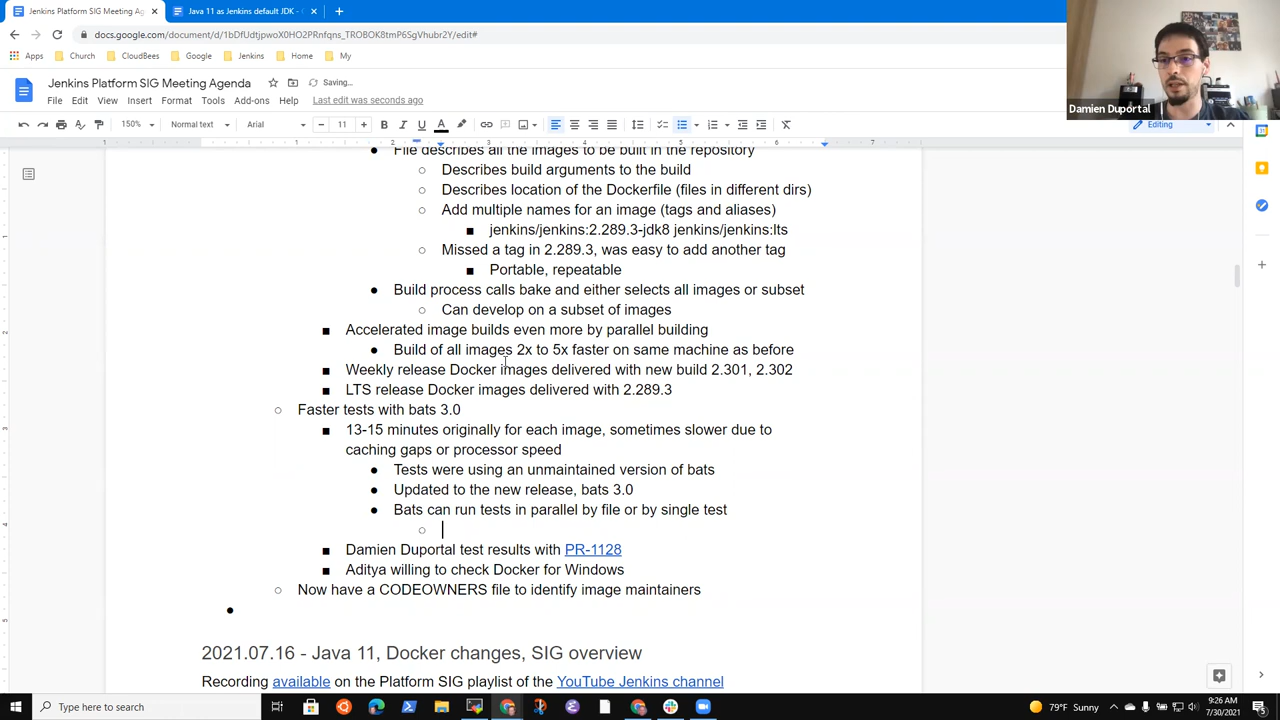 Jenkins Platform SIG Meeting Ag
Java 11 as Jenkins default JDK - G
docs.google.com/document/d/1bDfUdtjpwoX0HO2PRnfqns_TROBOK8tmP6SgVhubr2Y/edit#
Apps Church CloudBees Google Jenkins Home My
Jenkins Platform SIG Meeting Agenda Saving...
File Edit View Insert Format Tools Add-ons Help Last edit was seconds ago
150% Normal text Arial 11 Editing
Damien Duportal
1 1 2 3 4 5 6 7
File describes all the images to be built in the repository
Describes build arguments to the build
Describes location of the Dockerfile (files in different dirs)
Add multiple names for an image (tags and aliases)
jenkins/jenkins:2.289.3-jdk8 jenkins/jenkins:lts
Missed a tag in 2.289.3, was easy to add another tag
Portable, repeatable
Build process calls bake and either selects all images or subset
Can develop on a subset of images
Accelerated image builds even more by parallel building
Build of all images 2x to 5x faster on same machine as before
Weekly release Docker images delivered with new build 2.301, 2.302
LTS release Docker images delivered with 2.289.3
Faster tests with bats 3.0
13-15 minutes originally for each image, sometimes slower due to
caching gaps or processor speed
Tests were using an unmaintained version of bats
Updated to the new release, bats 3.0
Bats can run tests in parallel by file or by single test
Damien Duportal test results with PR-1128
Aditya willing to check Docker for Windows
Now have a CODEOWNERS file to identify image maintainers
2021.07.16 - Java 11, Docker changes, SIG overview
Recording available on the Platform SIG playlist of the YouTube Jenkins channel
Type here to search
79°F Sunny
9:26 AM
7/30/2021